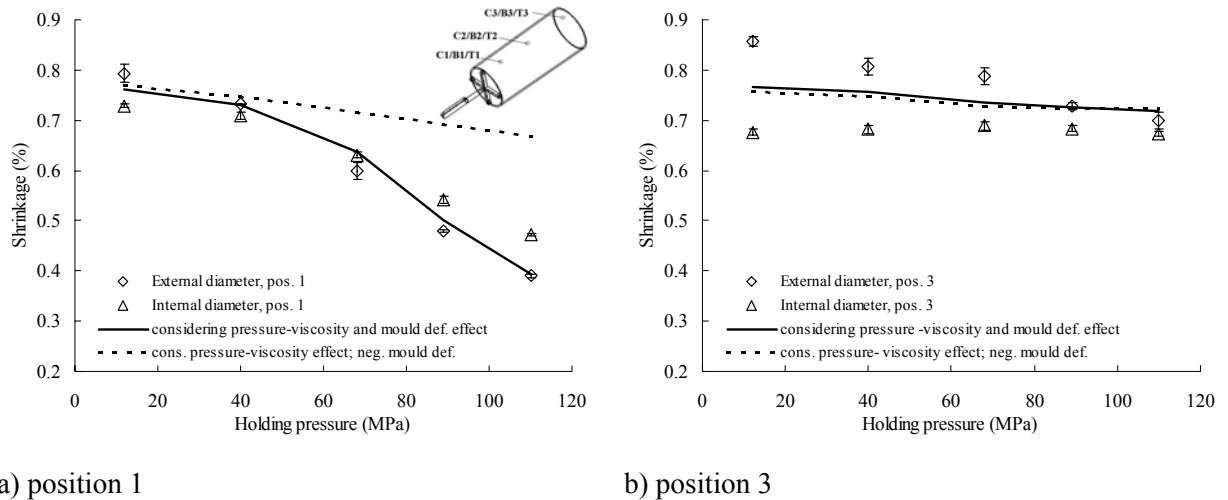 0.9
0.8
0.7
0.6
0.5
0.4
0.3
0.2
Shrinkage (%)
C3/B3/T3
C2/B2/T2
C1/B1/T1
External diameter, pos. 1
Internal diameter, pos. 1
considering pressure-viscosity and mould def. effect
cons. pressure-viscosity effect; neg. mould def.
0 20 40 60 80 100 120
Holding pressure (MPa)
a) position 1
0.9
0.8
0.7
0.6
0.5
0.4
0.3
0.2
Shrinkage (%)
External diameter, pos. 3
Internal diameter, pos. 3
considering pressure -viscosity and mould def. effect
cons. pressure- viscosity effect; neg. mould def.
0 20 40 60 80 100 120
Holding pressure (MPa)
b) position 3